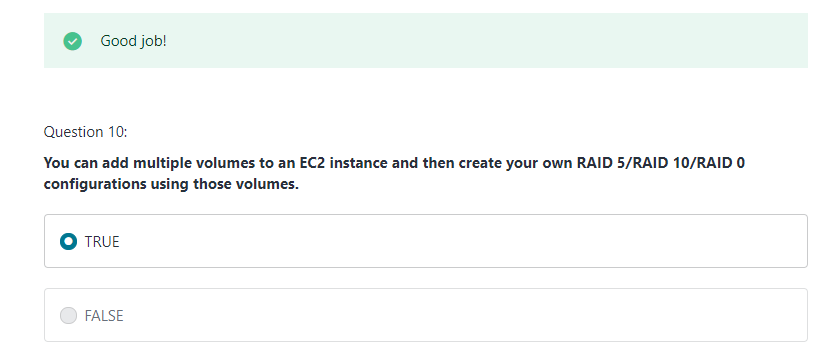 Good job!
Question 10:
You can add multiple volumes to an EC2 instance and then create your own RAID 5/RAID 10/RAID 0
configurations using those volumes.
TRUE
FALSE